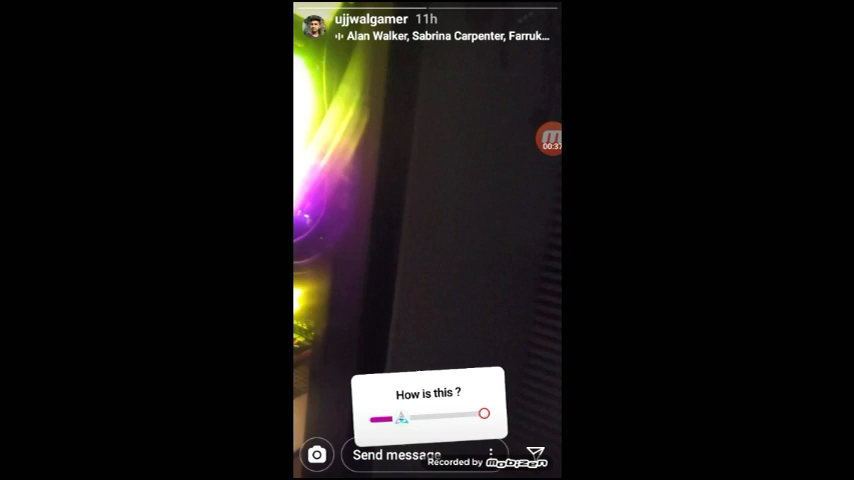 ujjwalgamer 11h
Alan Walker, Sabrina Carpenter, Farruk...
00:37
How is this ?
Send message
Recorded by mobizen